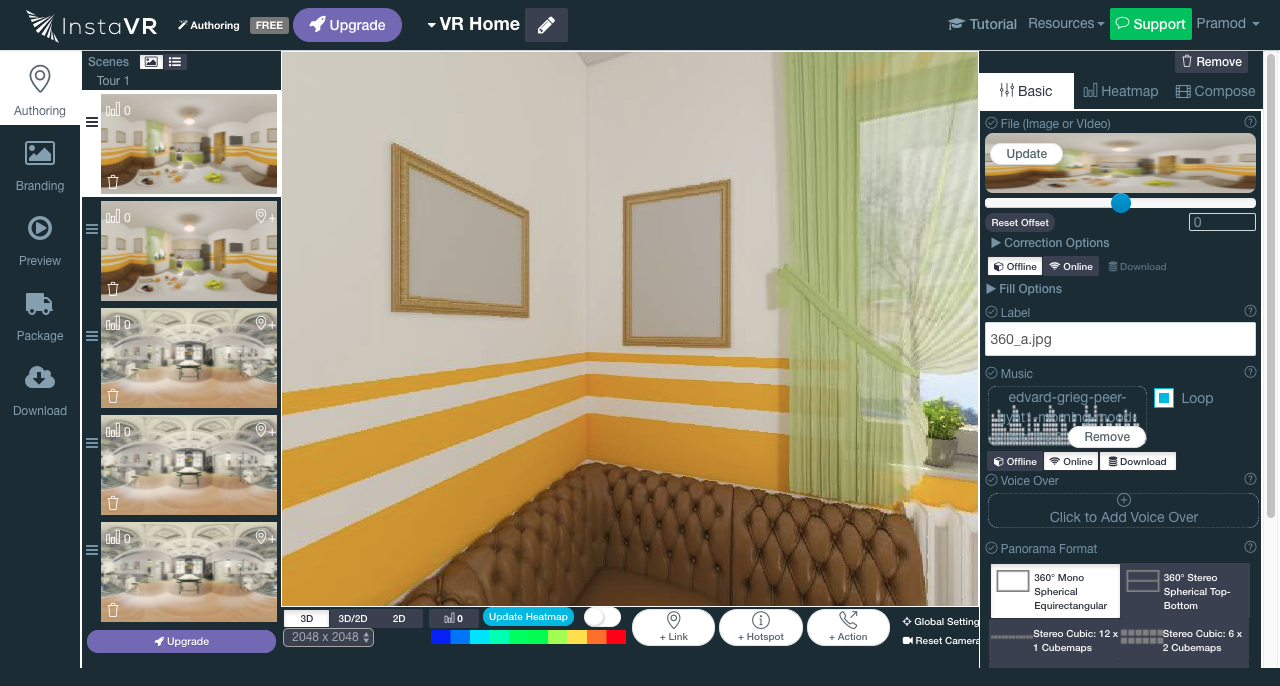 InstaVR
Authoring
FREE
Upgrade
VR Home
Tutorial
Resources
Support
Pramod
Authoring
Branding
Preview
Package
Download
Scenes
Tour 1
0
0
+
0
+
0
+
0
+
Upgrade
3D 3D/2D 2D
0
Update Heatmap
2048 x 2048
+ Link
+ Hotspot
+ Action
Global Setting
Reset Camera
Remove
Basic
Heatmap
Compose
File (Image or VIdeo)
Update
Reset Offset
0
Correction Options
Offline
Online
Download
Fill Options
Label
360_a.jpg
Music
edvard-grieg-peer-
Loop
Remove
Offline
Online
Download
Voice Over
Click to Add Voice Over
Panorama Format
360° Mono
Spherical
Equirectangular
360° Stereo
Spherical Top-
Bottom
Stereo Cubic: 12 x
1 Cubemaps
Stereo Cubic: 6 x
2 Cubemaps